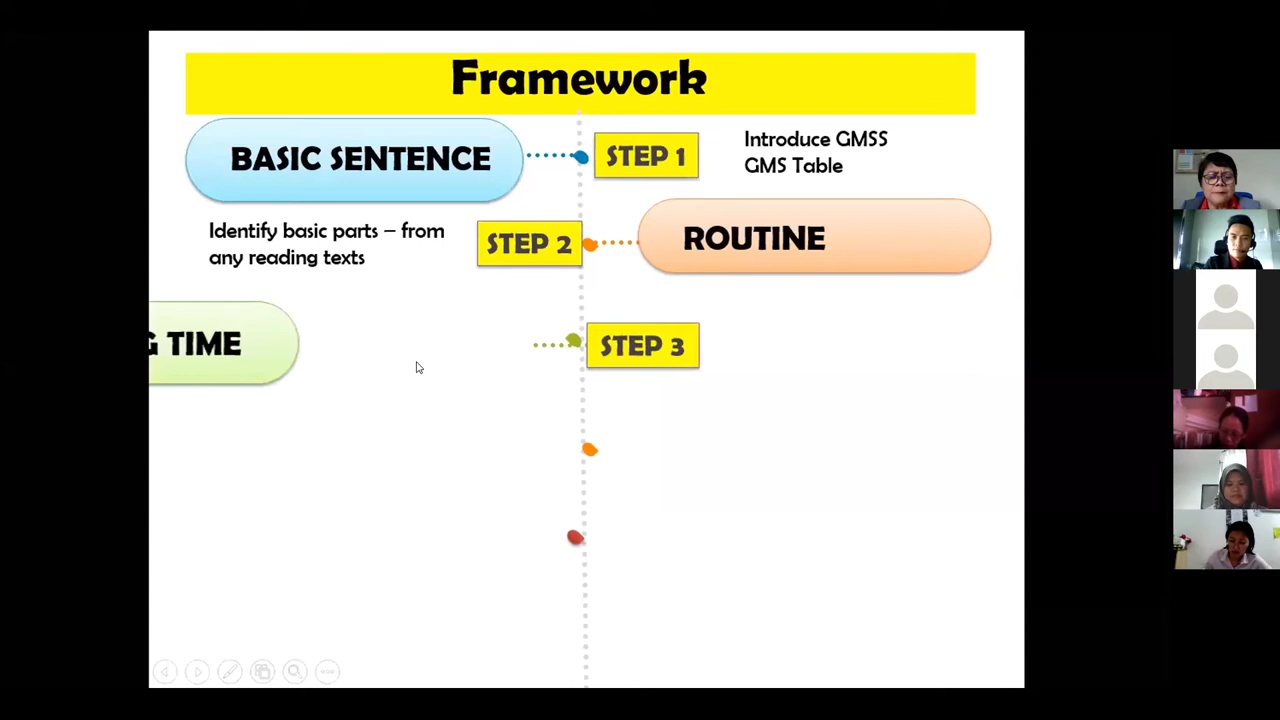 Framework
BASIC SENTENCE
STEP 1
Introduce GMSS
GMS Table
Identify basic parts – from
any reading texts
STEP 2
ROUTINE
TIME
STEP 3